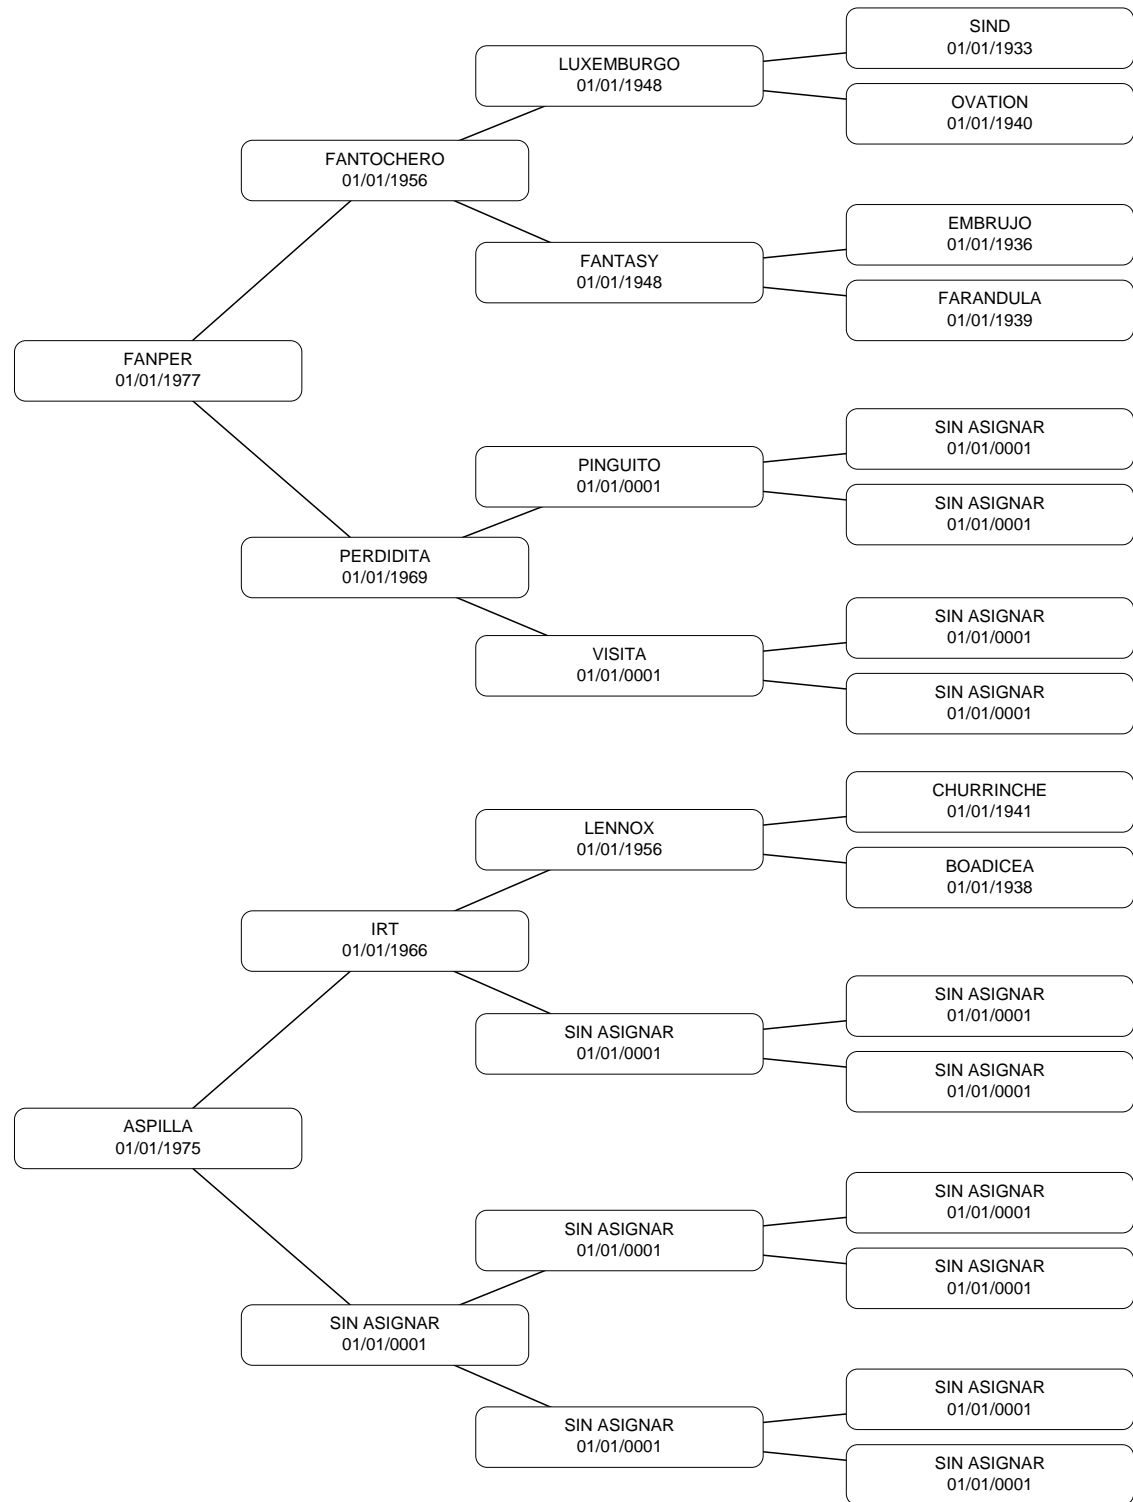 SIND
01/01/1933
LUXEMBURGO
01/01/1948
OVATION
01/01/1940
FANTOCHERO
01/01/1956
EMBRUJO
01/01/1936
FANTASY
01/01/1948
FARANDULA
01/01/1939
FANPER
01/01/1977
SIN ASIGNAR
01/01/0001
PINGUITO
01/01/0001
SIN ASIGNAR
01/01/0001
PERDIDITA
01/01/1969
SIN ASIGNAR
01/01/0001
VISITA
01/01/0001
SIN ASIGNAR
01/01/0001
CHURRINCHE
01/01/1941
LENNOX
01/01/1956
BOADICEA
01/01/1938
IRT
01/01/1966
SIN ASIGNAR
01/01/0001
SIN ASIGNAR
01/01/0001
SIN ASIGNAR
01/01/0001
ASPILLA
01/01/1975
SIN ASIGNAR
01/01/0001
SIN ASIGNAR
01/01/0001
SIN ASIGNAR
01/01/0001
SIN ASIGNAR
01/01/0001
SIN ASIGNAR
01/01/0001
SIN ASIGNAR
01/01/0001
SIN ASIGNAR
01/01/0001